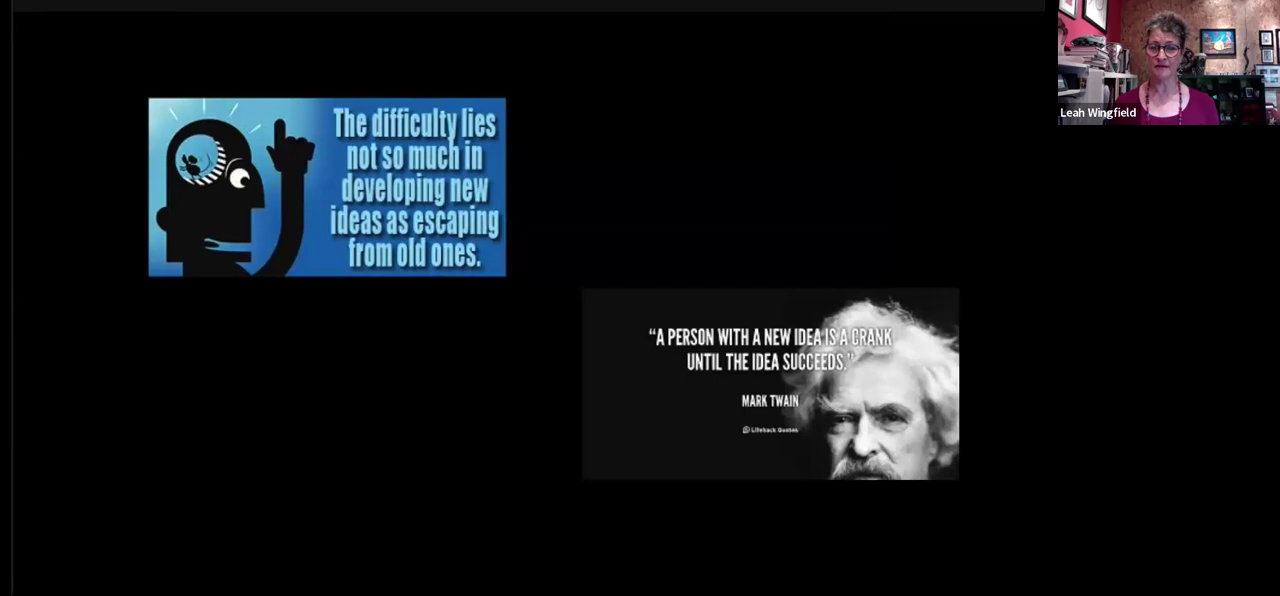 Leah Wingfield
The difficulty lies
not so much in
developing new
ideas as escaping
from old ones.
“A PERSON WITH A NEW IDEA IS A CRANK
UNTIL THE IDEA SUCCEEDS.”
MARK TWAIN
Lifehack Quotes